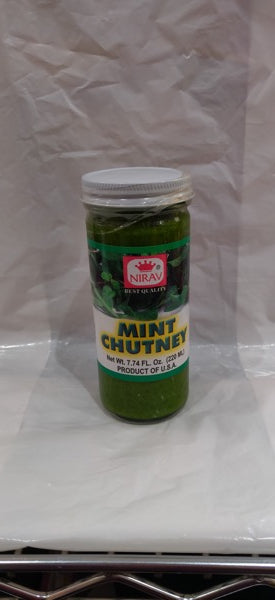 NIRAV
BEST QUALITY
MINT
CHUTNEY
Net Wt. 7.74 FL. Oz. (220 ML)
PRODUCT OF U.S.A.